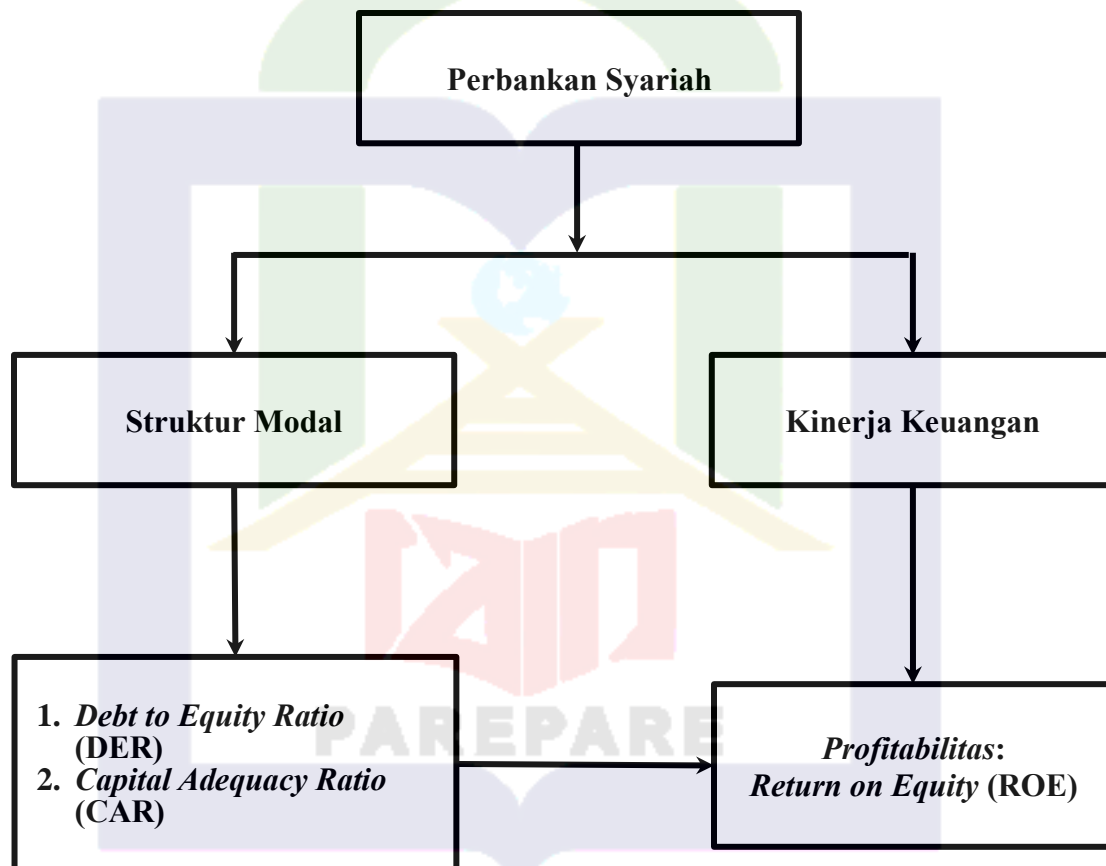 Perbankan Syariah
Struktur Modal
Kinerja Keuangan
1. Debt to Equity Ratio
(DER)
2. Capital Adequacy Ratio
(CAR)
Profitabilitas:
Return on Equity (ROE)
iain
PAREPARE